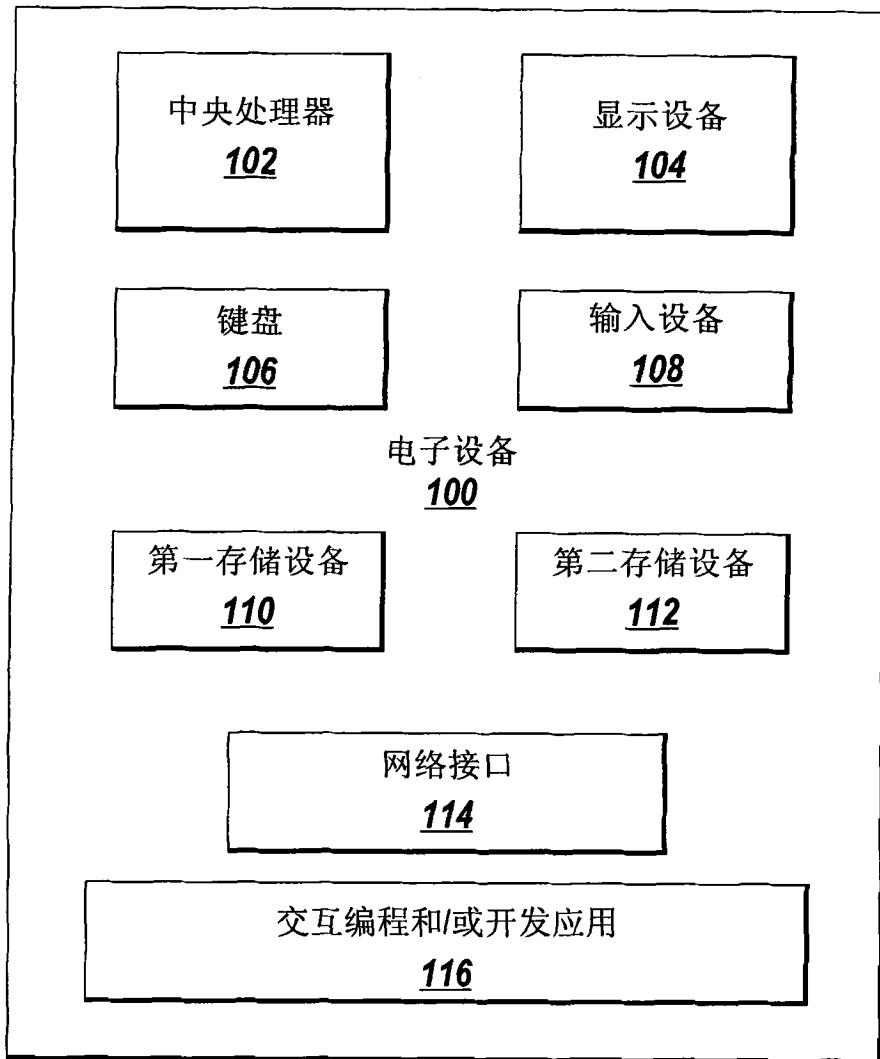 中央处理器
102
显示设备
104
键盘
106
输入设备
108
电子设备
100
第一存储设备
110
第二存储设备
112
网络接口
114
交互编程和/或开发应用
116